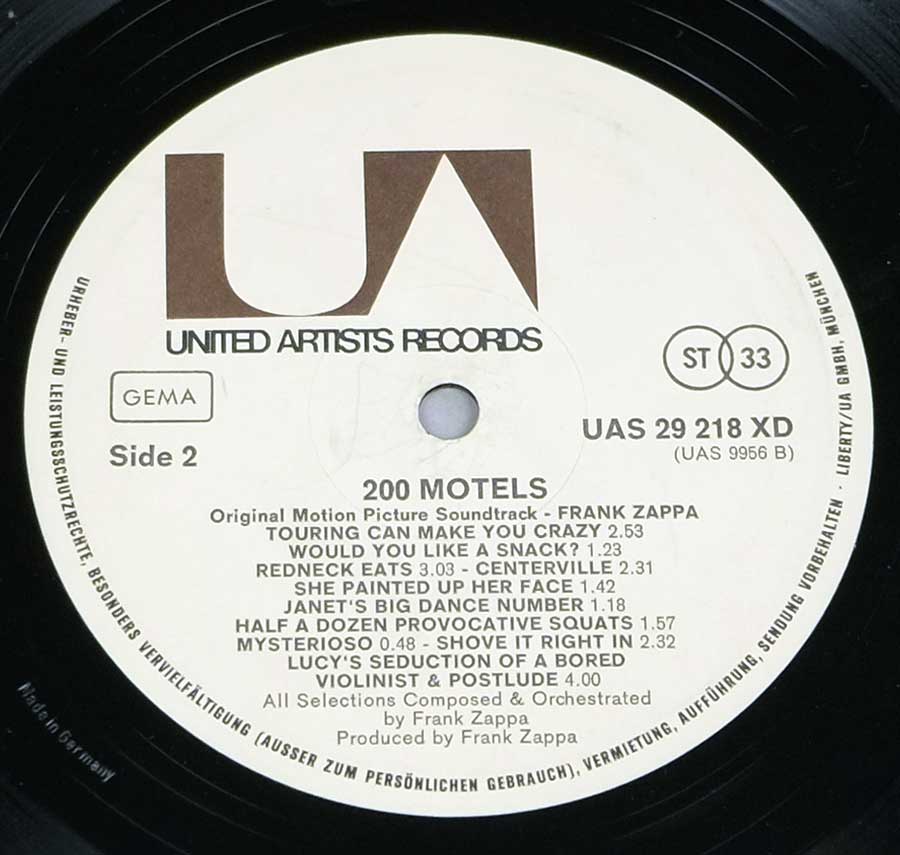 UA
UNITED ARTISTS RECORDS
GEMA
ST 33
Side 2
UAS 29 218 XD
(UAS 9956 B)
200 MOTELS
Original Motion Picture Soundtrack - FRANK ZAPPA
TOURING CAN MAKE YOU CRAZY 2.53
WOULD YOU LIKE A SNACK? 1.23
REDNECK EATS 3.03 - CENTERVILLE 2.31
SHE PAINTED UP HER FACE 1.42
JANET'S BIG DANCE NUMBER 1.18
HALF A DOZEN PROVOCATIVE SQUATS 1.57
MYSTERIOSO 0.48 - SHOVE IT RIGHT IN 2.32
LUCY'S SEDUCTION OF A BORED
VIOLINIST & POSTLUDE 4.00
All Selections Composed & Orchestrated
by Frank Zappa
Produced by Frank Zappa
URHEBER- UND LEISTUNGSSCHUTZRECHTE, BESONDERS VERVIELFÄLTIGUNG (AUSSER ZUM PERSÖNLICHEN GEBRAUCH), VERMIETUNG, AUFFÜHRUNG, SENDUNG VORBEHALTEN · LIBERTY/UA GMBH, MÜNCHEN
Made in Germany